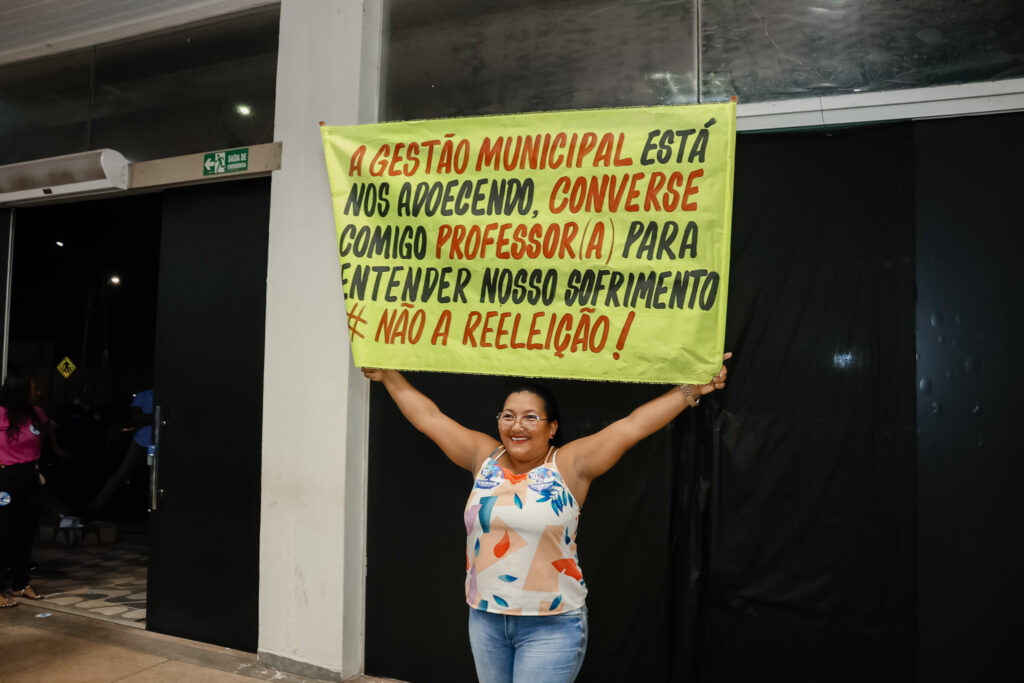 SAÍDA DE
EMERGÊNCIA
A GESTÃO MUNICIPAL ESTÁ
NOS ADOECENDO, CONVERSE
COMIGO PROFESSOR(A) PARA
ENTENDER NOSSO SOFRIMENTO
# NÃO A REELEIÇÃO!